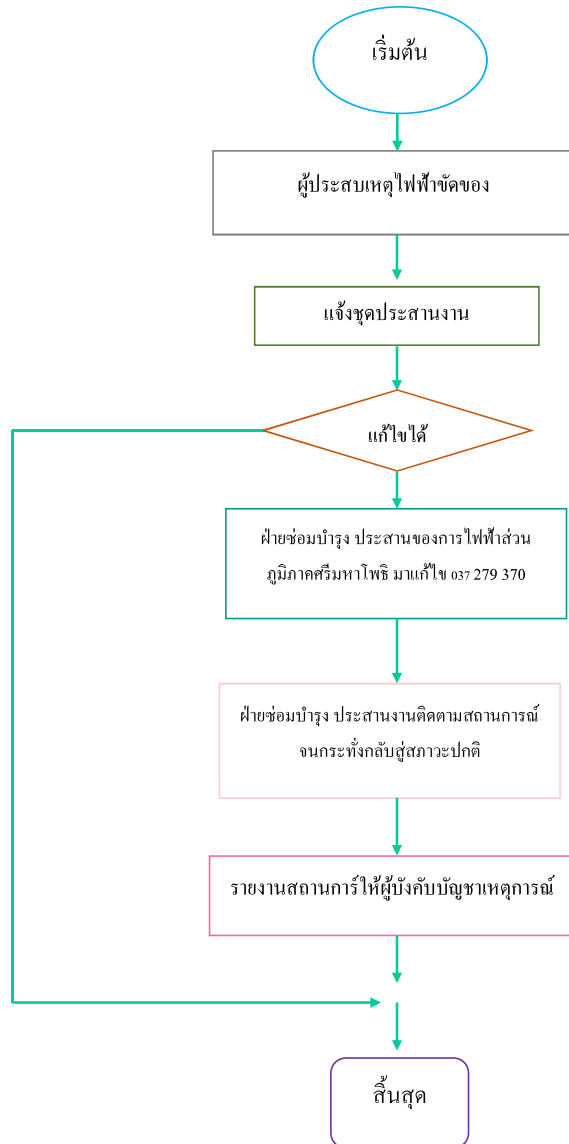 เริ่มต้น
ผู้ประสบเหตุไฟฟ้าขัดของ
แจ้งชุดประสานงาน
แก้ไขได้
ฝ่ายซ่อมบำรุง ประสานของการไฟฟ้าส่วน
ภูมิภาคศรีมหาโพธิ มาแก้ไข 037 279 370
ฝ่ายซ่อมบำรุง ประสานงานติดตามสถานการณ์
จนกระทั่งกลับสู่สภาวะปกติ
รายงานสถานการ์ให้ผู้บังคับบัญชาเหตุการณ์
สิ้นสุด